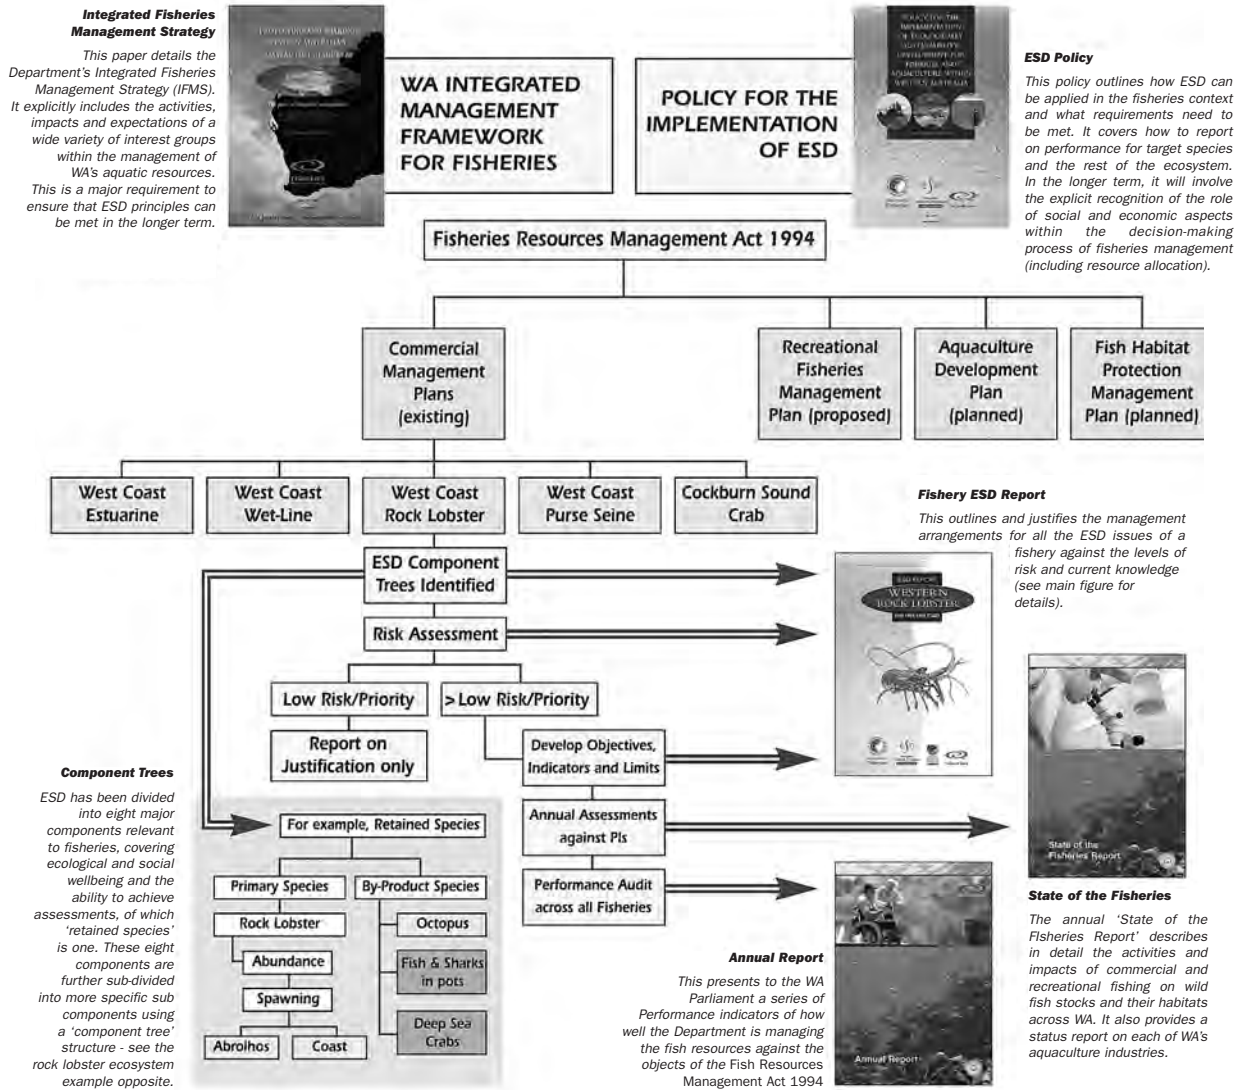 Integrated Fisheries
Management Strategy
This paper details the
Department's Integrated Fisheries
Management Strategy (IFMS).
It explicitly includes the activities,
impacts and expectations of a
wide variety of interest groups
within the management of
WA's aquatic resources.
This is a major requirement to
ensure that ESD principles can
be met in the longer term.
WA INTEGRATED
MANAGEMENT
FRAMEWORK
FOR FISHERIES
POLICY FOR THE
IMPLEMENTATION
OF ESD
POLICY FOR THE
IMPLEMENTATION
OF ECOLOGICALLY
SUSTAINABLE
DEVELOPMENT FOR
FISHERIES AND
AQUACULTURE WITHIN
WESTERN AUSTRALIA
ESD Policy
This policy outlines how ESD can
be applied in the fisheries context
and what requirements need to
be met. It covers how to report
on performance for target species
and the rest of the ecosystem.
In the longer term, it will involve
the explicit recognition of the role
of social and economic aspects
within the decision-making
process of fisheries management
(including resource allocation).
Fisheries Resources Management Act 1994
Commercial
Management
Plans
(existing)
Recreational
Fisheries
Management
Plan (proposed)
Aquaculture
Development
Plan
(planned)
Fish Habitat
Protection
Management
Plan (planned)
West Coast
Estuarine
West Coast
Wet-Line
West Coast
Rock Lobster
West Coast
Purse Seine
Cockburn Sound
Crab
ESD Component
Trees Identified
Risk Assessment
Low Risk/Priority
> Low Risk/Priority
Report on
Justification only
Develop Objectives,
Indicators and Limits
Annual Assessments
against PIs
Performance Audit
across all Fisheries
Fishery ESD Report
This outlines and justifies the management
arrangements for all the ESD issues of a
fishery against the levels of
risk and current knowledge
(see main figure for
details).
ESD REPORT
WESTERN
ROCK LOBSTER
State of the
Fisheries Report
State of the Fisheries
The annual 'State of the
FIsheries Report' describes
in detail the activities and
impacts of commercial and
recreational fishing on wild
fish stocks and their habitats
across WA. It also provides a
status report on each of WA's
aquaculture industries.
Component Trees
ESD has been divided
into eight major
components relevant
to fisheries, covering
ecological and social
wellbeing and the
ability to achieve
assessments, of which
'retained species'
is one. These eight
components are
further sub-divided
into more specific sub
components using
a 'component tree'
structure - see the
rock lobster ecosystem
example opposite.
For example, Retained Species
Primary Species
By-Product Species
Rock Lobster
Octopus
Abundance
Fish & Sharks
in pots
Spawning
Deep Sea
Crabs
Abrolhos
Coast
Annual Report
This presents to the WA
Parliament a series of
Performance indicators of how
well the Department is managing
the fish resources against the
objects of the Fish Resources
Management Act 1994
Annual Report